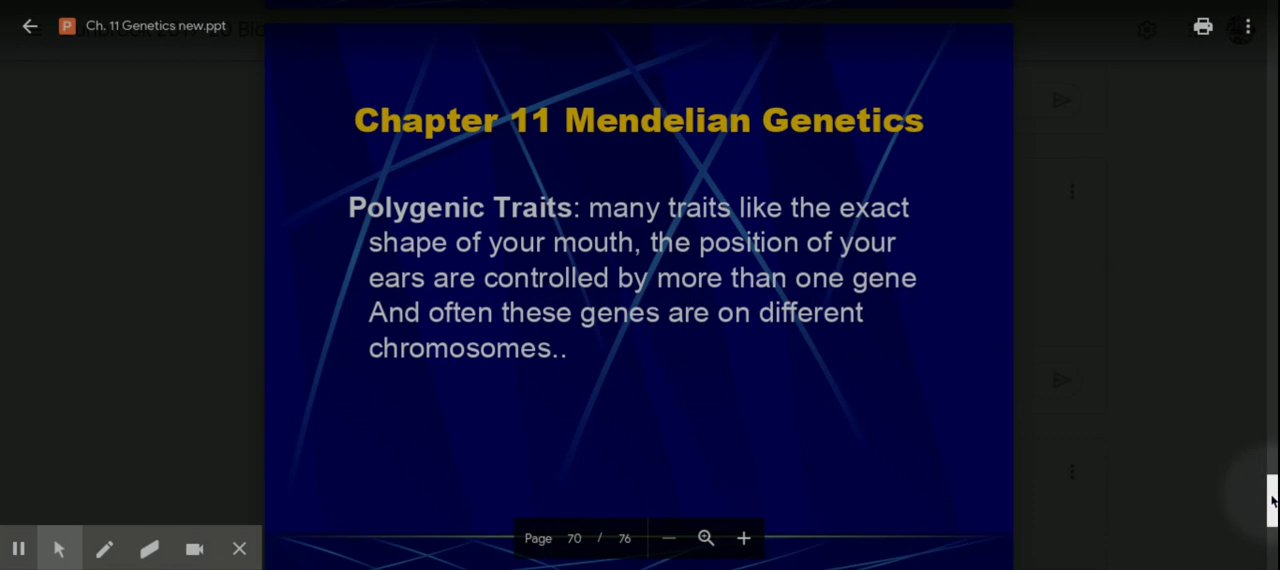 Ch. 11 Genetics new.ppt
Chapter 11 Mendelian Genetics
Polygenic Traits: many traits like the exact
shape of your mouth, the position of your
ears are controlled by more than one gene
And often these genes are on different
chromosomes..
Page 70 / 76